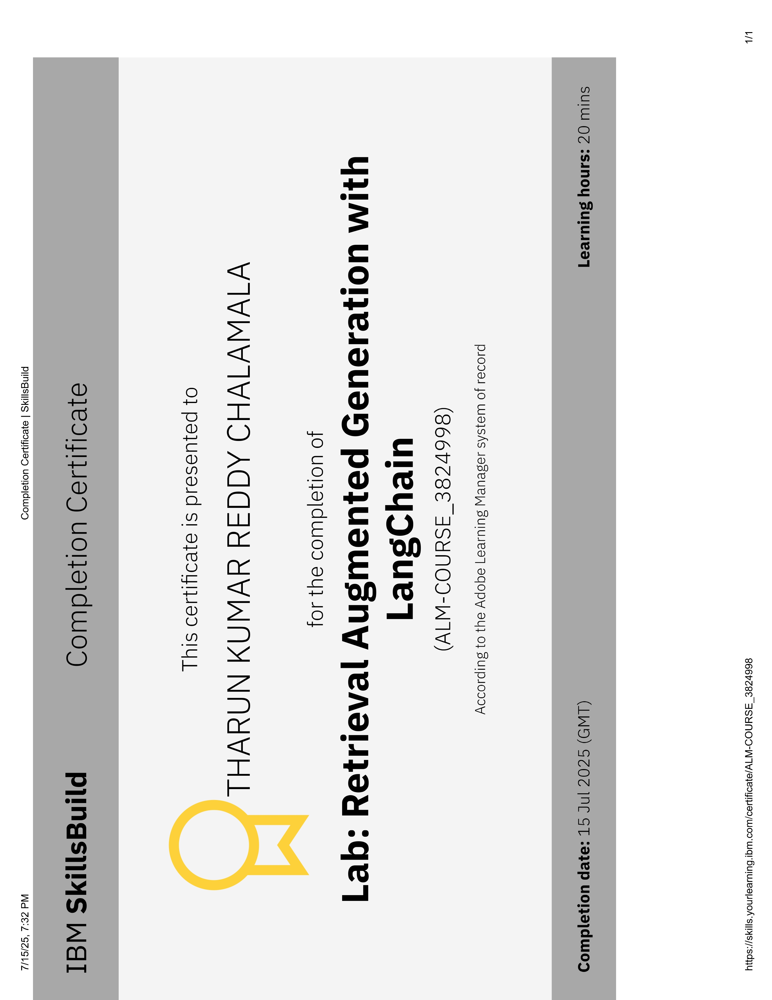 7/15/25, 7:32 PM
Completion Certificate | SkillsBuild
IBM SkillsBuild
Completion Certificate
This certificate is presented to
THARUN KUMAR REDDY CHALAMALA
for the completion of
Lab: Retrieval Augmented Generation with
LangChain
(ALM-COURSE_3824998)
According to the Adobe Learning Manager system of record
Completion date: 15 Jul 2025 (GMT)
Learning hours: 20 mins
https://skills.yourlearning.ibm.com/certificate/ALM-COURSE_3824998
1/1